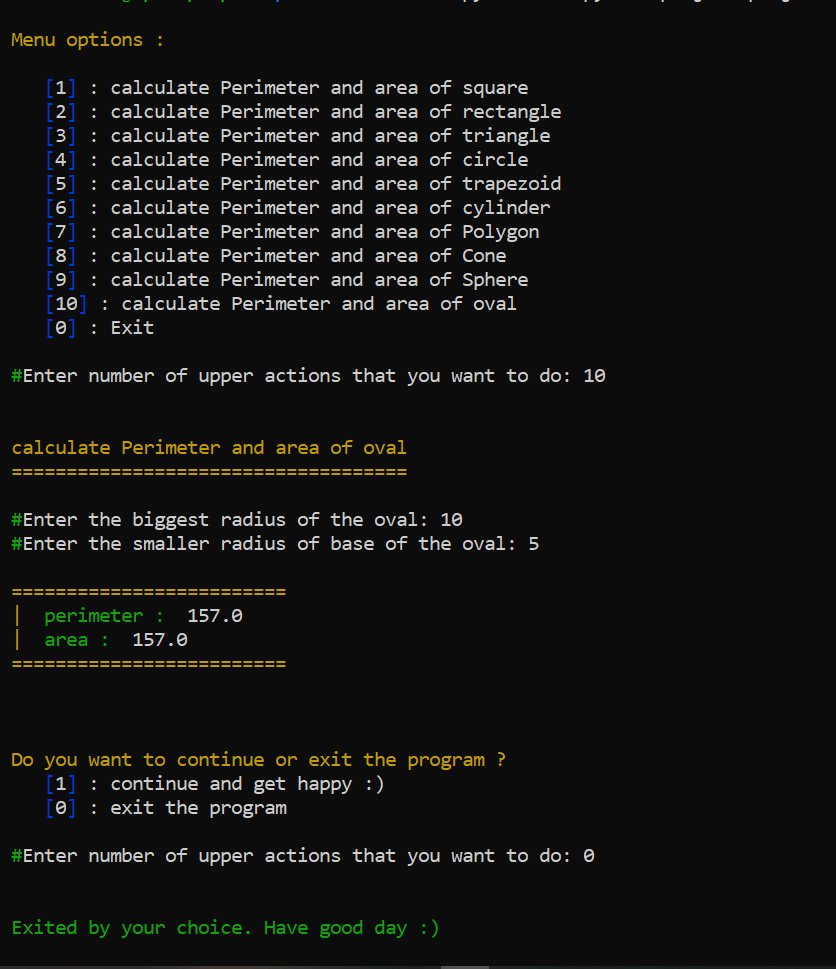 Menu options :
[1] : calculate Perimeter and area of square
[2] : calculate Perimeter and area of rectangle
[3] : calculate Perimeter and area of triangle
[4] : calculate Perimeter and area of circle
[5] : calculate Perimeter and area of trapezoid
[6] : calculate Perimeter and area of cylinder
[7] : calculate Perimeter and area of Polygon
[8] : calculate Perimeter and area of Cone
[9] : calculate Perimeter and area of Sphere
[10] : calculate Perimeter and area of oval
[0] : Exit
#Enter number of upper actions that you want to do: 10
calculate Perimeter and area of oval
====================================
#Enter the biggest radius of the oval: 10
#Enter the smaller radius of base of the oval: 5
=========================
| perimeter : 157.0
| area : 157.0
=========================
Do you want to continue or exit the program ?
[1] : continue and get happy :)
[0] : exit the program
#Enter number of upper actions that you want to do: 0
Exited by your choice. Have good day :)